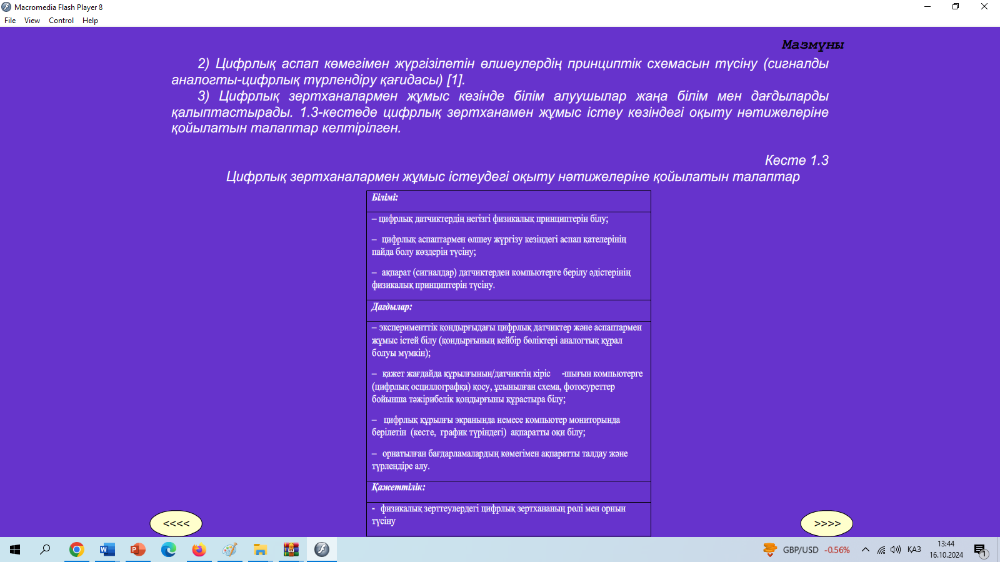 Macromedia Flash Player 8
File View Control Help
Мазмұны
2) Цифрлық аспап көмегімен жүргізілетін өлшеулердің принциптік схемасын түсіну (сигналды
аналогты-цифрлық түрлендіру қағидасы) [1].
3) Цифрлық зертханалармен жұмыс кезінде білім алуушылар жаңа білім мен дағдыларды
қалыптастырады. 1.3-кестеде цифрлық зертханамен жұмыс істеу кезіндегі оқыту нәтижелеріне
қойылатын талаптар келтірілген.
Кесте 1.3
Цифрлық зертханалармен жұмыс істеудегі оқыту нәтижелеріне қойылатын талаптар
Білімі:
– цифрлық датчиктердің негізгі физикалық принциптерін білу;
– цифрлық аспаптармен өлшеу жүргізу кезіндегі аспап қателерінің
пайда болу көздерін түсіну;
– ақпарат (сигналдар) датчиктерден компьютерге берілу әдістерінің
физикалық принциптерін түсіну.
Дағдылар:
– эксперименттік қондырғыдағы цифрлық датчиктер және аспаптармен
жұмыс істей білу (қондырғының кейбір бөліктері аналогтық құрал
болуы мүмкін);
– қажет жағдайда құрылғынын/датчиктің кіріс -шығын компьютерге
(цифрлық осциллографқа) қосу, ұсынылған схема, фотосуреттер
бойынша тәжірибелік қондырғыны құрастыра білу;
– цифрлық құрылғы экранында немесе компьютер мониторында
берілетін (кесте, график түріндегі) ақпаратты оқи білу;
– орнатылған бағдарламалардың көмегімен ақпаратты талдау және
түрлендіре алу.
Қажеттілік:
- физикалық зерттеулердегі цифрлық зертхананың рөлі мен орнын
түсіну
<<<<
>>>>
GBP/USD -0.56%
ҚАЗ
13:44
16.10.2024
1